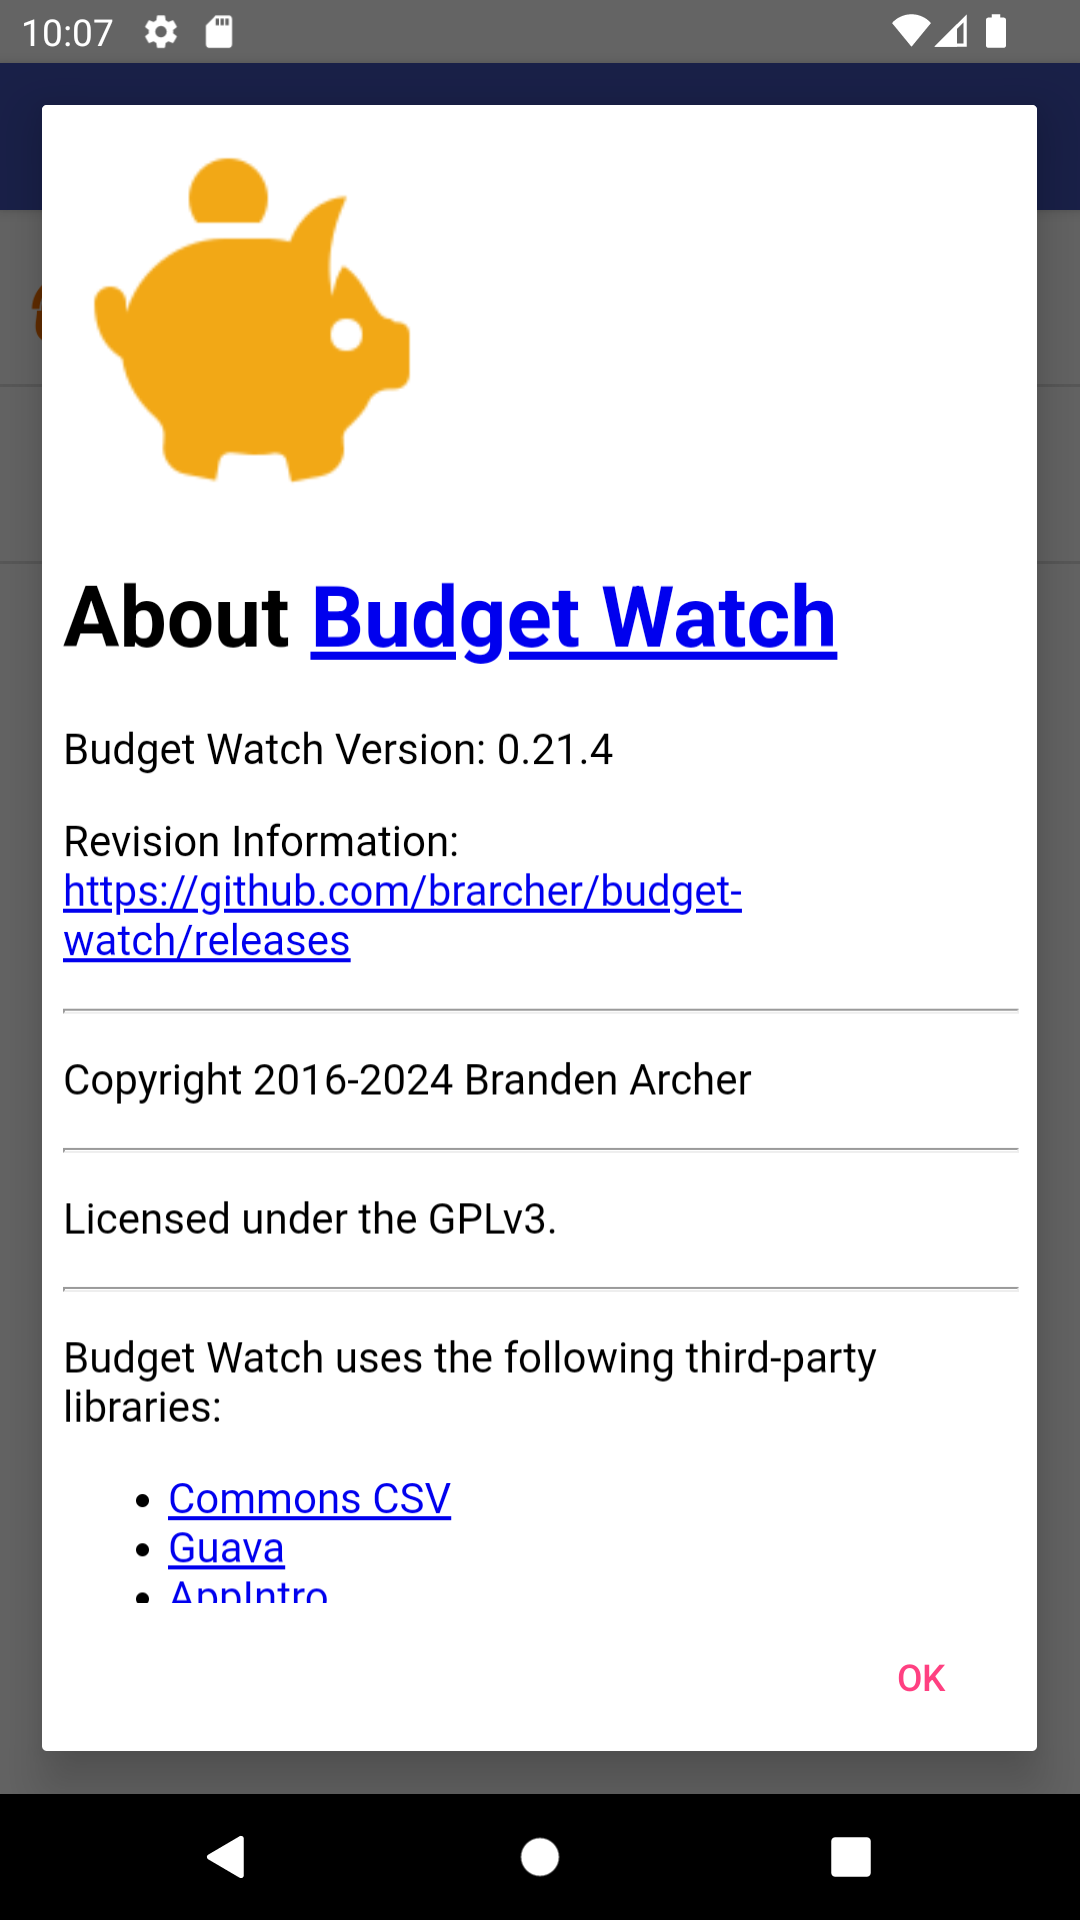 10:07
About Budget Watch
Budget Watch Version: 0.21.4
Revision Information:
https://github.com/brarcher/budget-
watch/releases
Copyright 2016-2024 Branden Archer
Licensed under the GPLv3.
Budget Watch uses the following third-party
libraries:
• Commons CSV
• Guava
• AppIntro
OK